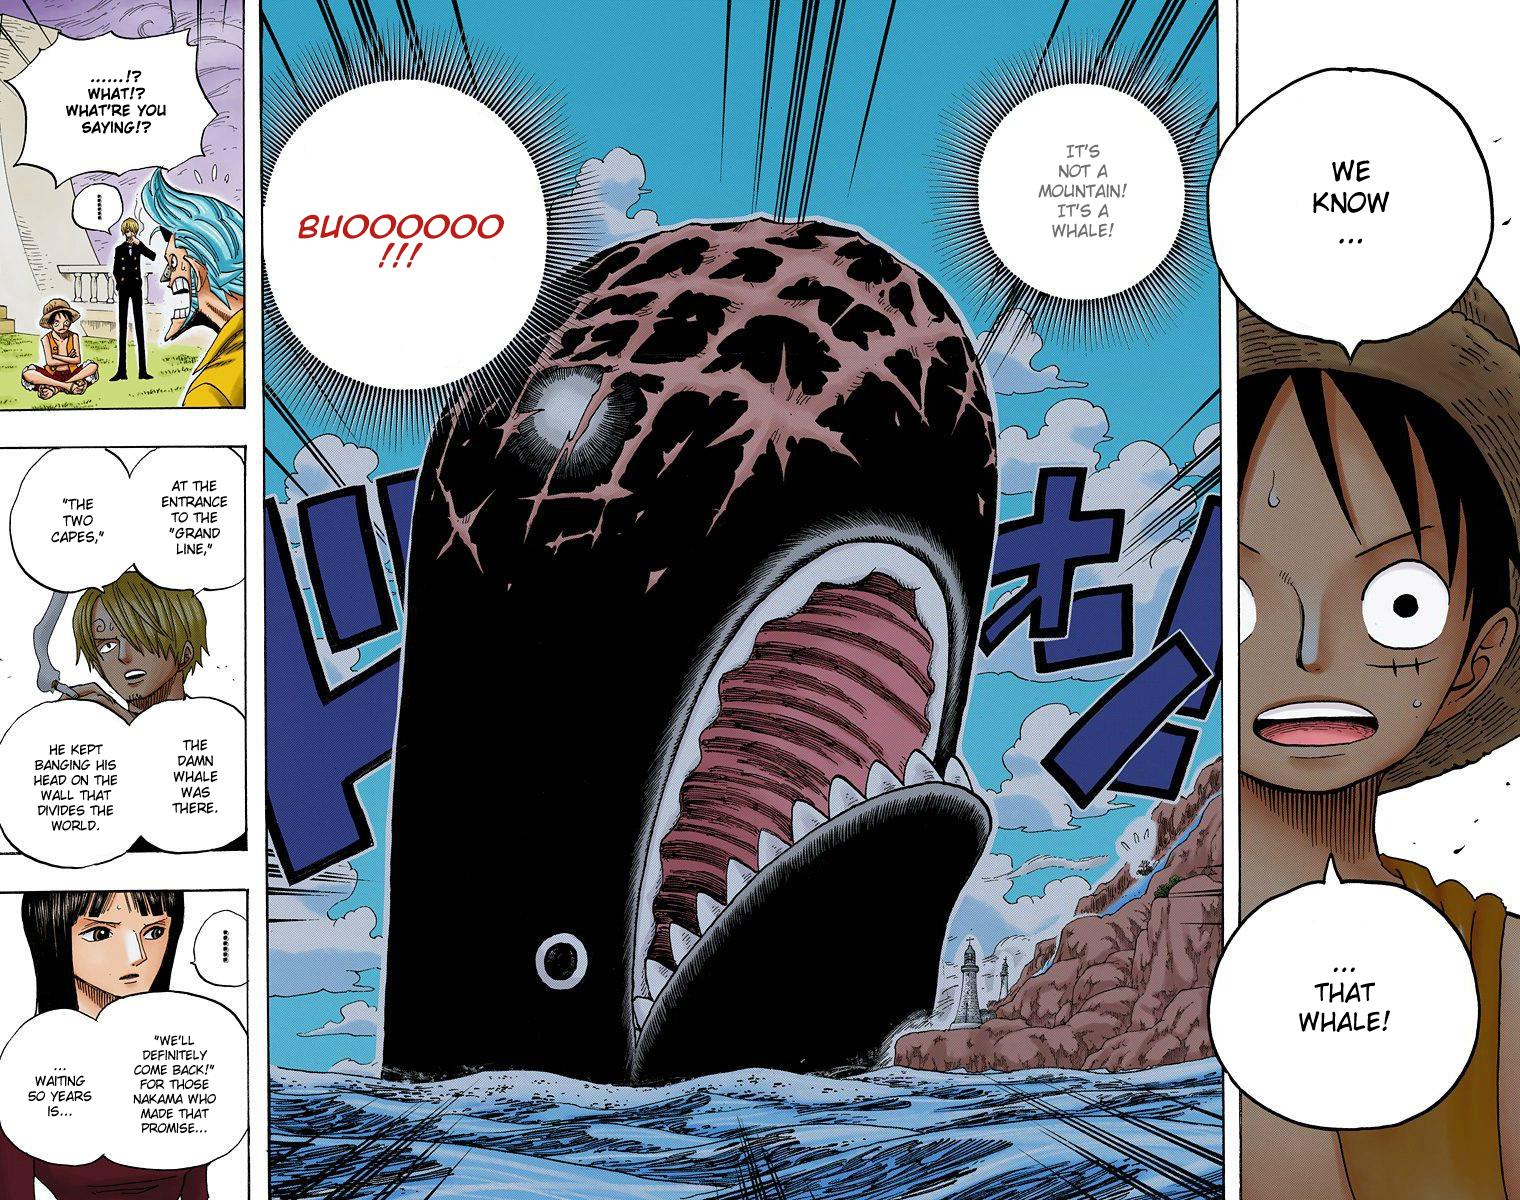 WE
KNOW
...
...
THAT
WHALE!
IT'S
NOT A
MOUNTAIN!
IT'S A
WHALE!
BUOOOOOO
!!!
......!?
WHAT!?
WHAT'RE YOU
SAYING!?
AT THE
ENTRANCE
TO THE
"GRAND
LINE,"
"THE
TWO
CAPES,"
THE
DAMN
WHALE
WAS
THERE.
HE KEPT
BANGING HIS
HEAD ON THE
WALL THAT
DIVIDES THE
WORLD.
"WE'LL
DEFINITELY
COME BACK!"
FOR THOSE
NAKAMA WHO
MADE THAT
PROMISE...
...
WAITING
50 YEARS
IS...